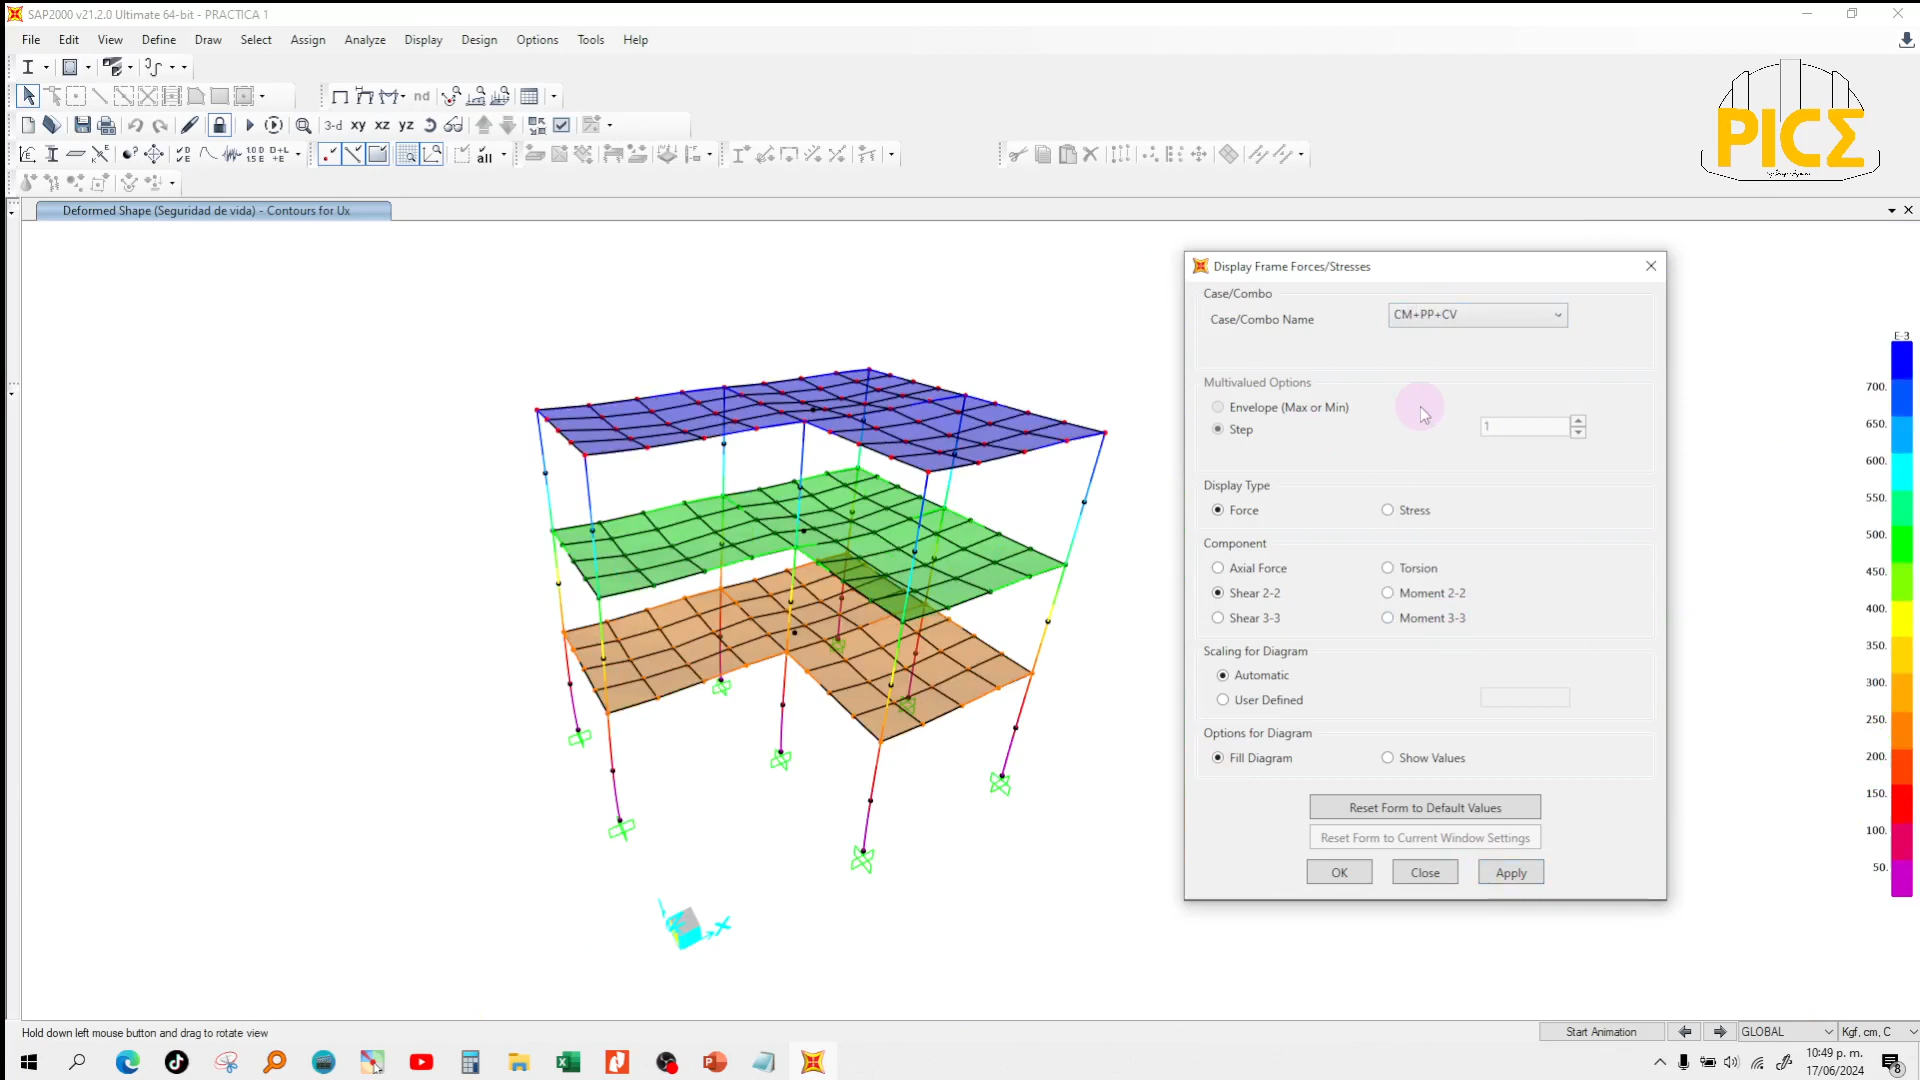 SAP2000 v21.2.0 Ultimate 64-bit - PRACTICA 1
File Edit View Define Draw Select Assign Analyze Display Design Options Tools Help
nd
3-d xy xz yz
all
PICΣ
Deformed Shape (Seguridad de vida) - Contours for Ux
Display Frame Forces/Stresses
Case/Combo
Case/Combo Name CM+PP+CV
Multivalued Options
Envelope (Max or Min)
Step 1
Display Type
Force Stress
Component
Axial Force Torsion
Shear 2-2 Moment 2-2
Shear 3-3 Moment 3-3
Scaling for Diagram
Automatic
User Defined
Options for Diagram
Fill Diagram Show Values
Reset Form to Default Values
Reset Form to Current Window Settings
OK Close Apply
E-3
700.
650.
600.
550.
500.
450.
400.
350.
300.
250.
200.
150.
100.
50.
X
Hold down left mouse button and drag to rotate view
Start Animation GLOBAL Kgf, cm, C
10:49 p. m.
17/06/2024
8